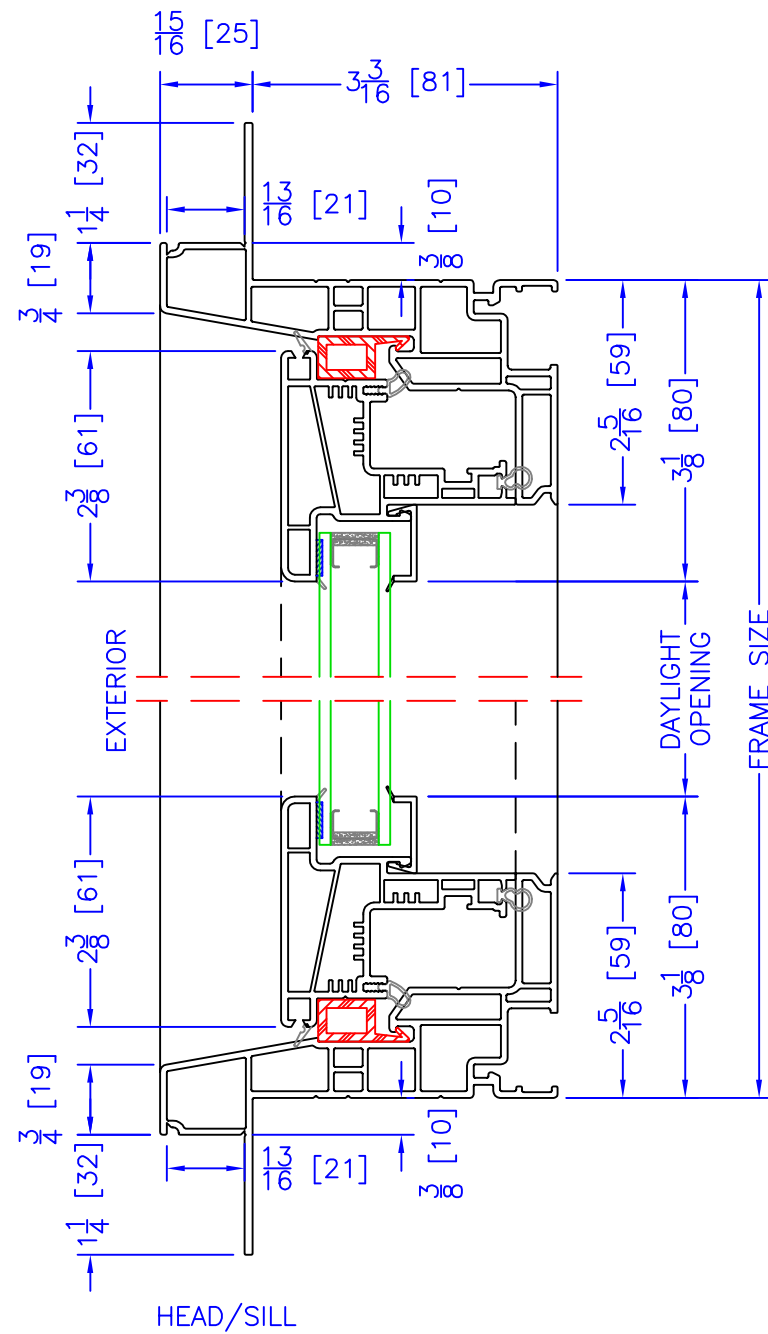 15/16 [25]
3 3/16 [81]
1 1/4 [32]
13/16 [21]
3/8 [10]
3/4 [19]
2 3/8 [61]
2 5/16 [59]
3 1/8 [80]
EXTERIOR
DAYLIGHT
OPENING
FRAME SIZE
2 3/8 [61]
2 5/16 [59]
3 1/8 [80]
3/4 [19]
1 1/4 [32]
13/16 [21]
3/8 [10]
HEAD/SILL